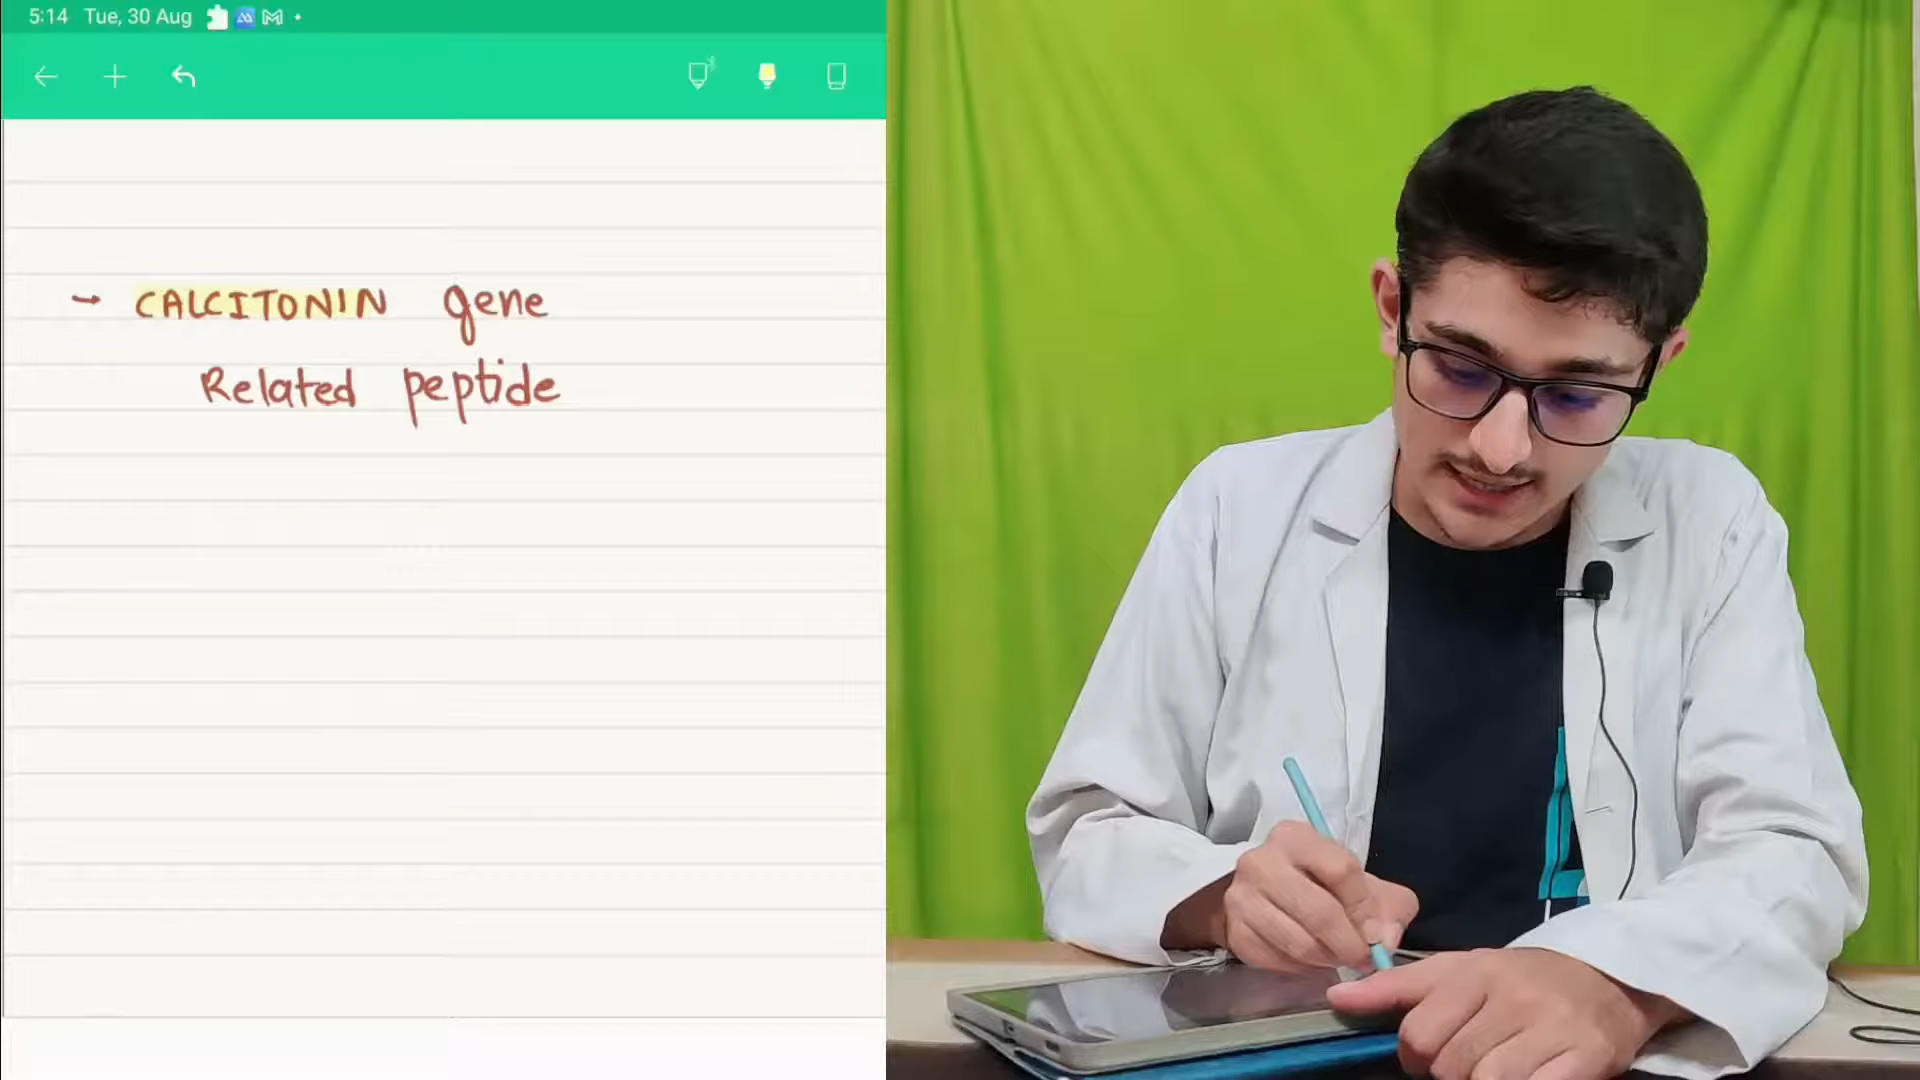 5:14 Tue, 30 Aug
→ CALCITONIN gene
Related peptide